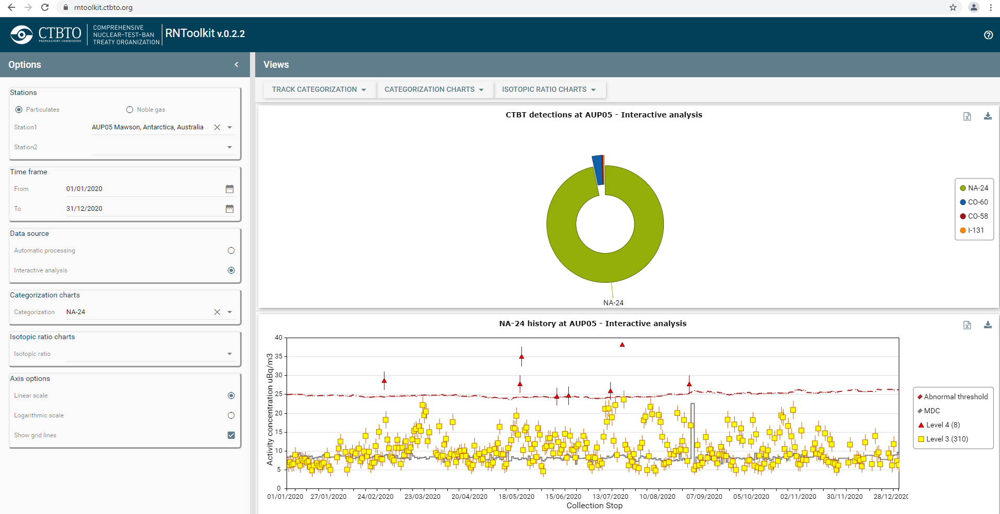 rntoolkit.ctbto.org
CTBTO
PREPARATORY COMMISSION
COMPREHENSIVE
NUCLEAR-TEST-BAN
TREATY ORGANIZATION
RNToolkit v.0.2.2
Options
Stations
Particulates
Noble gas
Station1
AUP05 Mawson, Antarctica, Australia
Station2
Time frame
From
01/01/2020
To
31/12/2020
Data source
Automatic processing
Interactive analysis
Categorization charts
Categorization
NA-24
Isotopic ratio charts
Isotopic ratio
Axis options
Linear scale
Logarithmic scale
Show grid lines
Views
TRACK CATEGORIZATION
CATEGORIZATION CHARTS
ISOTOPIC RATIO CHARTS
CTBT detections at AUP05 - Interactive analysis
NA-24
CO-60
CO-58
I-131
NA-24
NA-24 history at AUP05 - Interactive analysis
Activity concentration uBq/m3
40
35
30
25
20
15
10
5
0
01/01/2020
27/01/2020
24/02/2020
23/03/2020
20/04/2020
18/05/2020
15/06/2020
13/07/2020
10/08/2020
07/09/2020
05/10/2020
02/11/2020
30/11/2020
28/12/2020
Collection Stop
Abnormal threshold
MDC
Level 4 (8)
Level 3 (310)